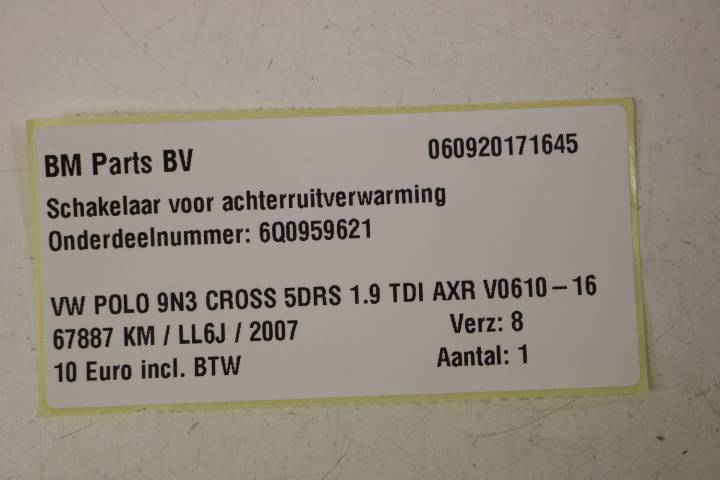 BM Parts BV 060920171645
Schakelaar voor achterruitverwarming
Onderdeelnummer: 6Q0959621
VW POLO 9N3 CROSS 5DRS 1.9 TDI AXR V0610-16
67887 KM / LL6J / 2007 Verz: 8
10 Euro incl. BTW Aantal: 1